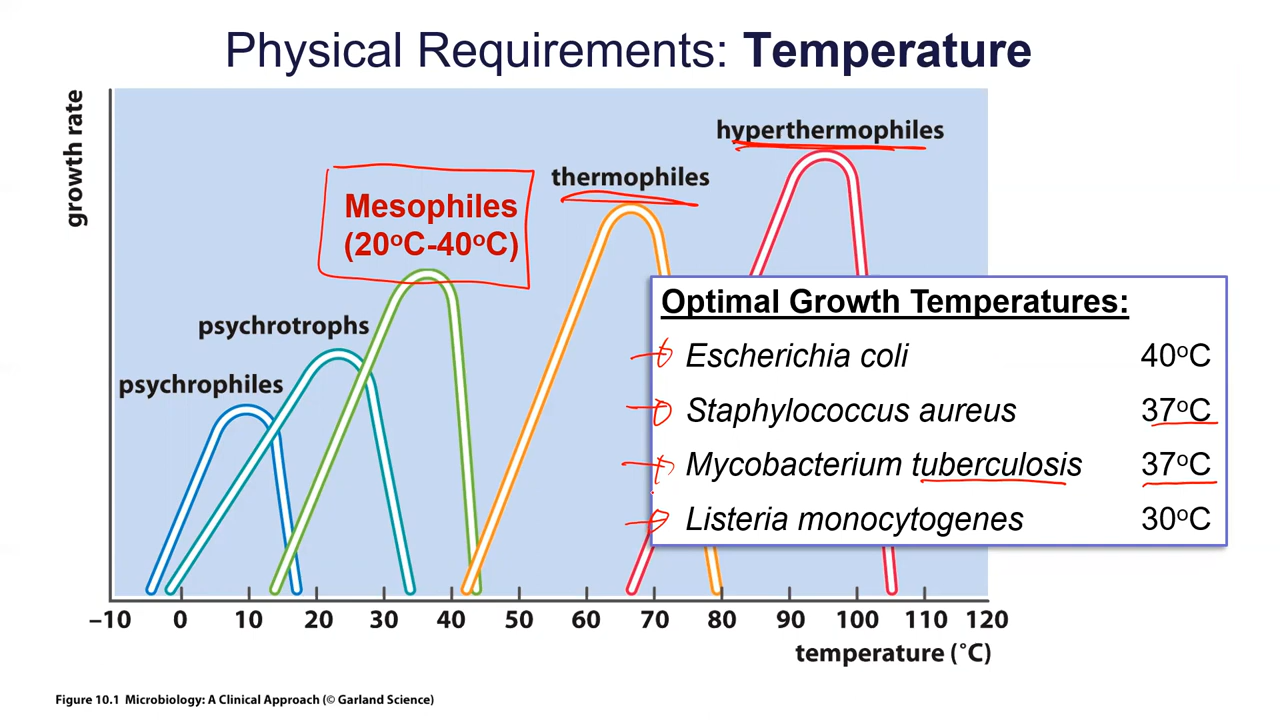 Physical Requirements: Temperature
growth rate
hyperthermophiles
thermophiles
Mesophiles
(20°C-40°C)
psychrotrophs
psychrophiles
Optimal Growth Temperatures:
Escherichia coli 40°C
Staphylococcus aureus 37°C
Mycobacterium tuberculosis 37°C
Listeria monocytogenes 30°C
–10 0 10 20 30 40 50 60 70 80 90 100 110 120
temperature (°C)
Figure 10.1 Microbiology: A Clinical Approach (© Garland Science)